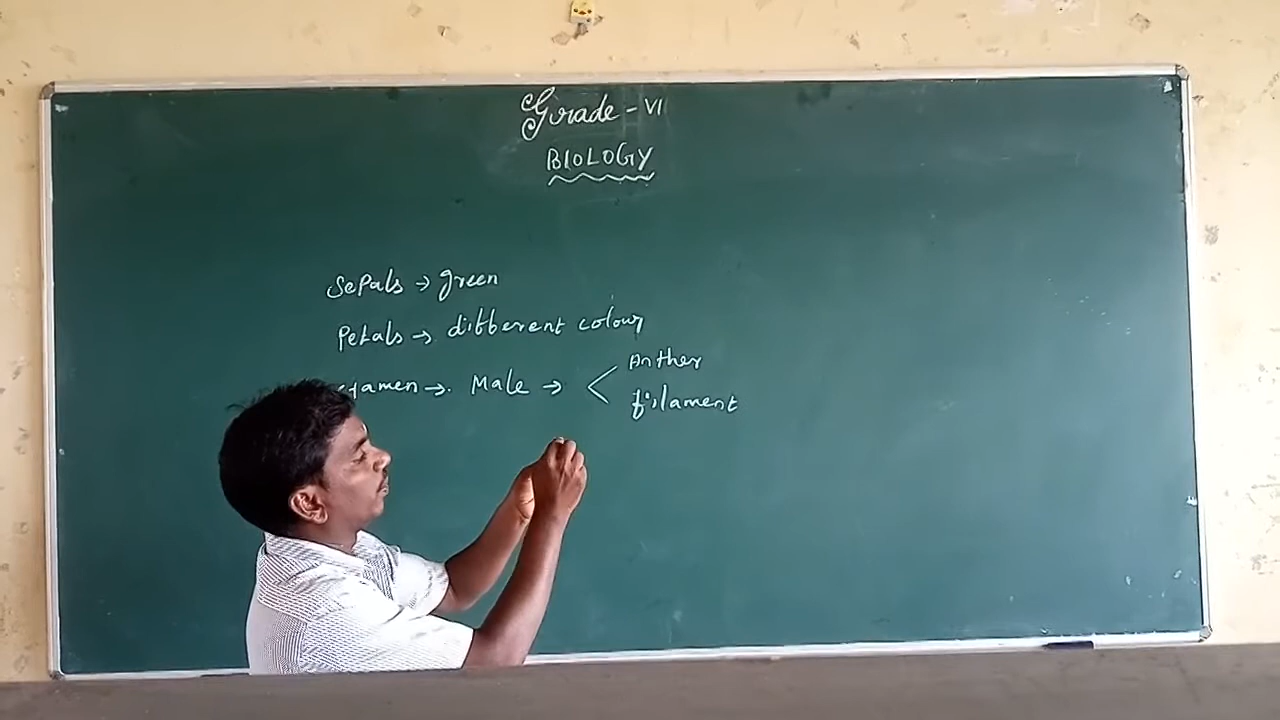 Grade - VI
BIOLOGY
Sepals → green
Petals → different colour
Stamen → Male → < Anther
filament